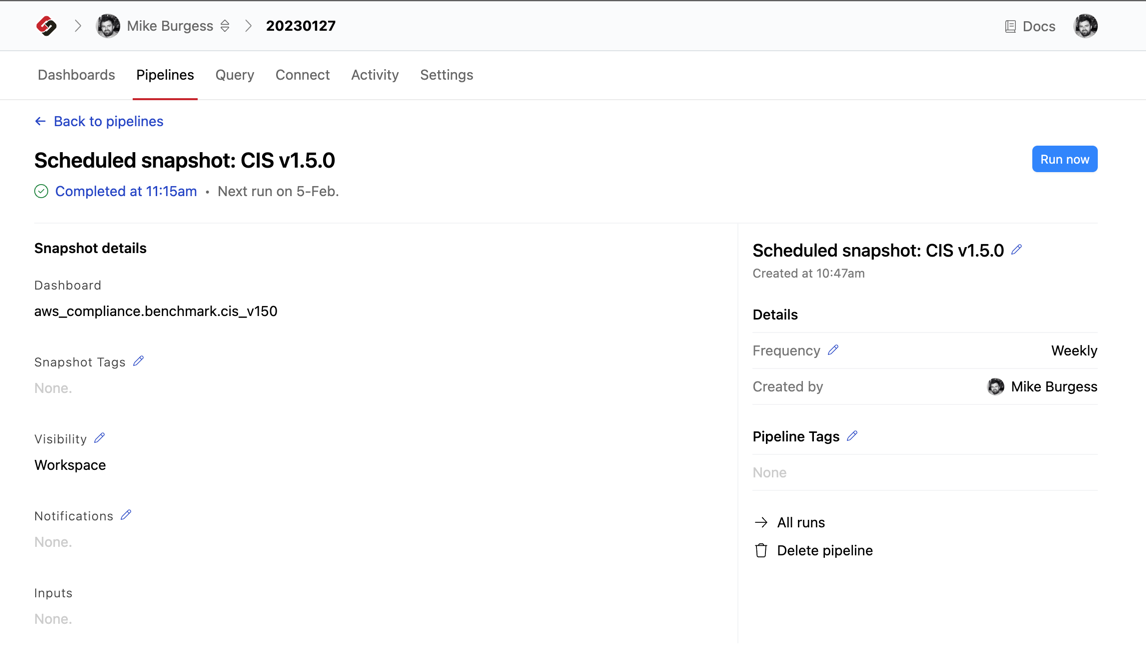 Mike Burgess
20230127
Docs
Dashboards Pipelines Query Connect Activity Settings
← Back to pipelines
Scheduled snapshot: CIS v1.5.0
Run now
Completed at 11:15am • Next run on 5-Feb.
Snapshot details
Dashboard
aws_compliance.benchmark.cis_v150
Snapshot Tags
None.
Visibility
Workspace
Notifications
None.
Inputs
None.
Scheduled snapshot: CIS v1.5.0
Created at 10:47am
Details
Frequency Weekly
Created by Mike Burgess
Pipeline Tags
None
→ All runs
Delete pipeline